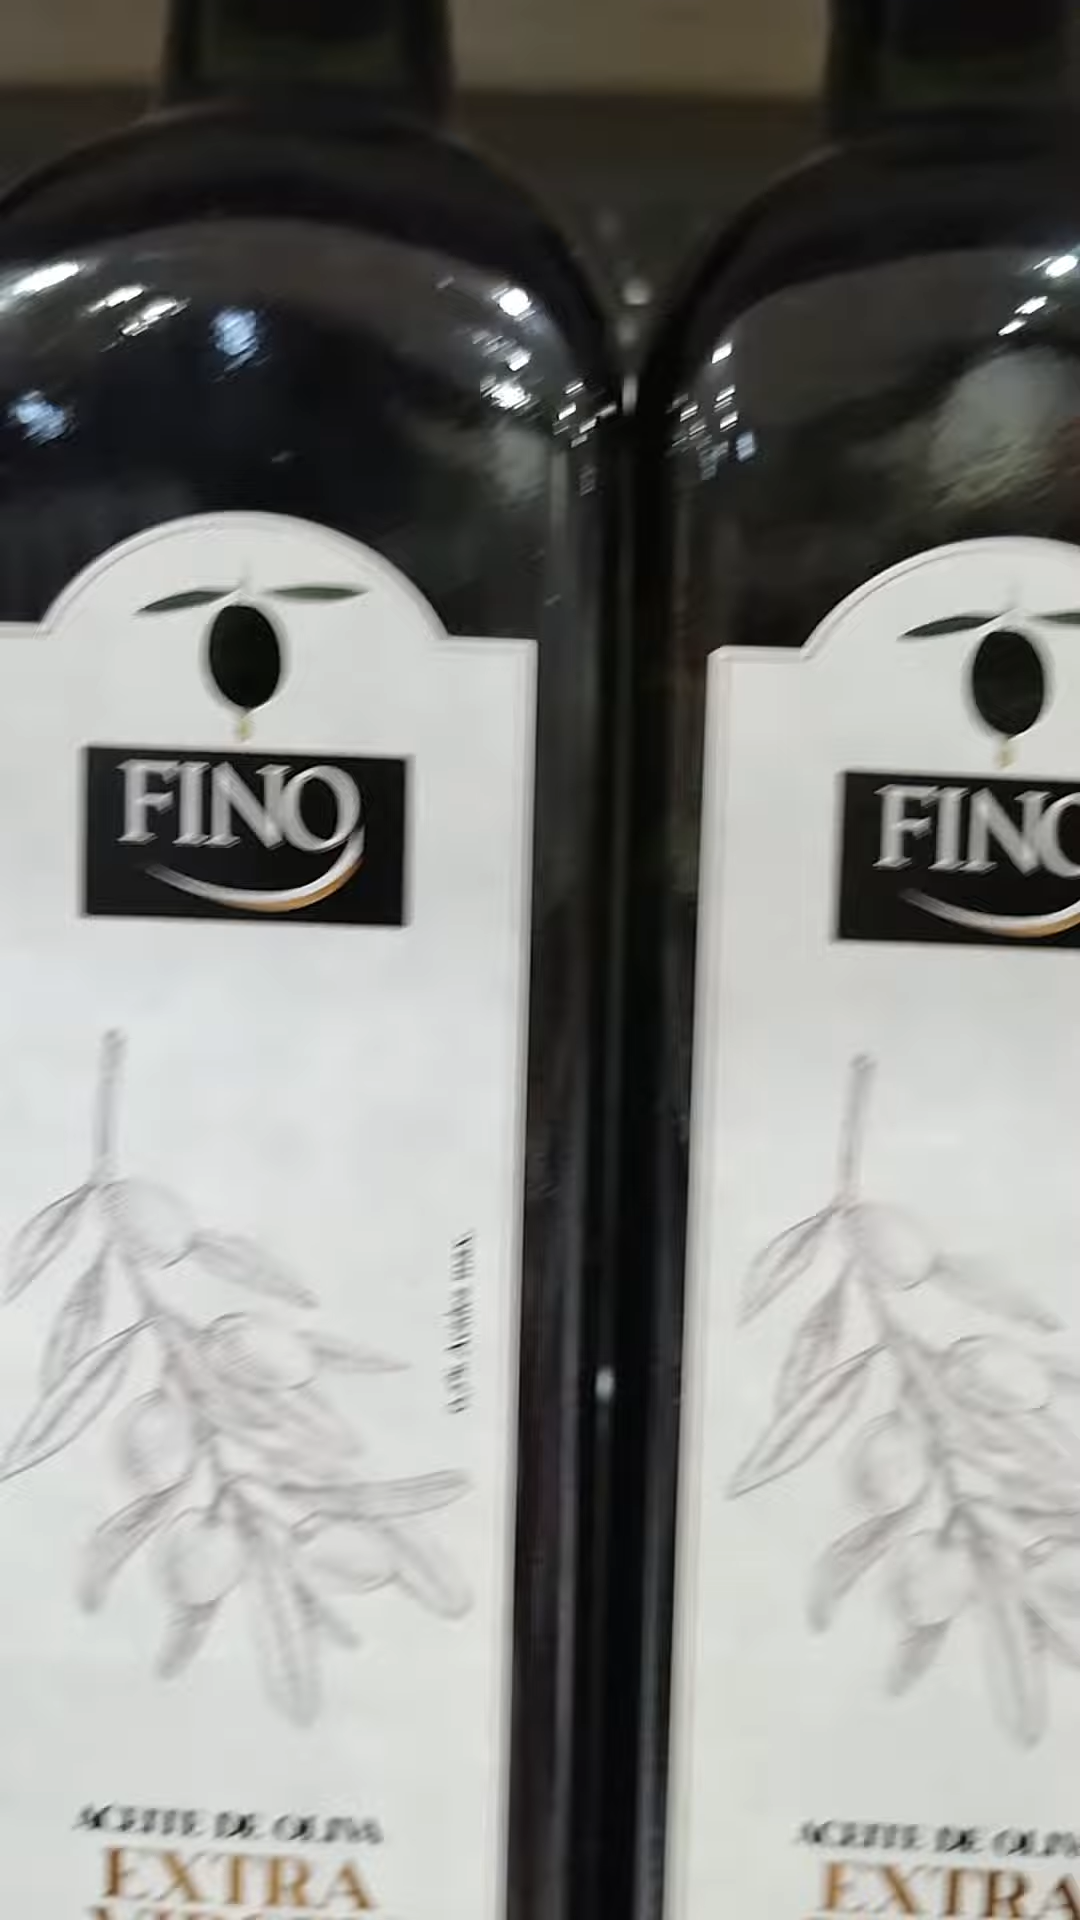 FINO
ACEITE DE OLIVA
EXTRA
FINO
ACEITE DE OLIVA
EXTRA